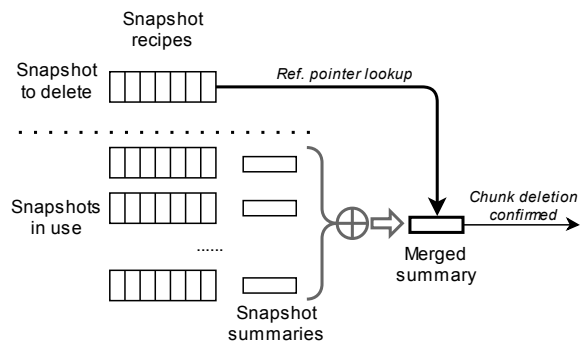 Snapshot
recipes
Snapshot
to delete
Ref. pointer lookup
Snapshots
in use
......
Chunk deletion
confirmed
Merged
summary
Snapshot
summaries